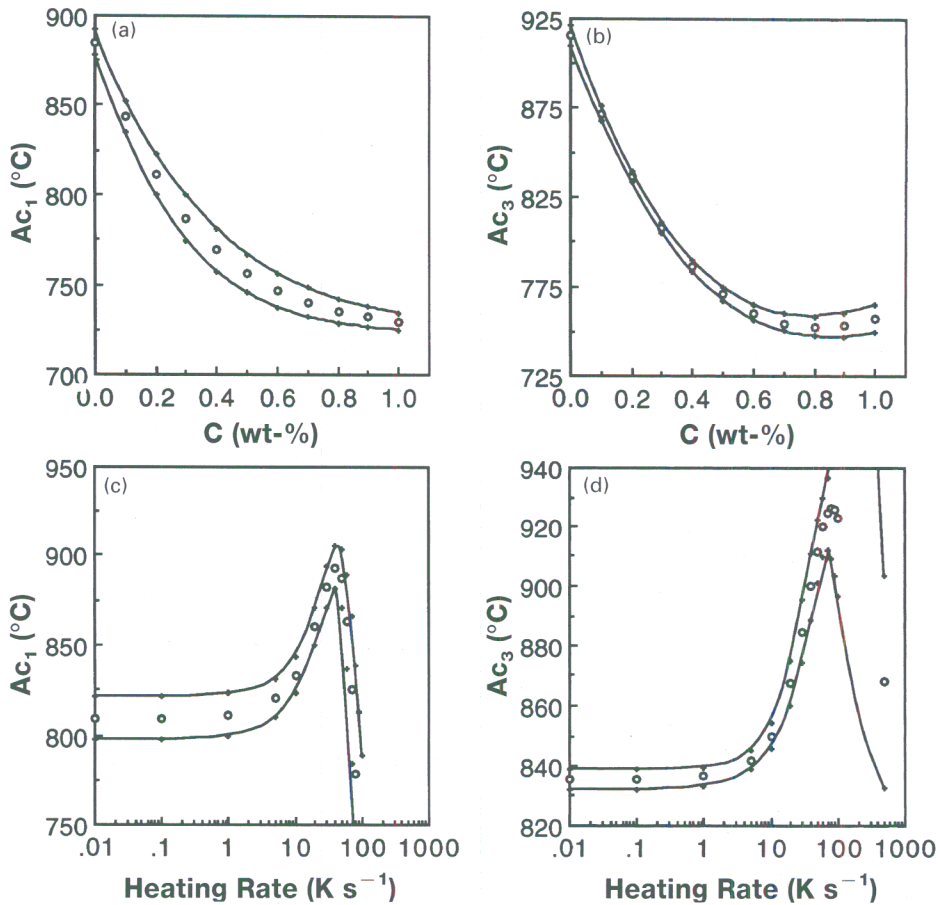 900
(a)
850
800
750
700
Ac₁ (°C)
0.0 0.2 0.4 0.6 0.8 1.0
C (wt-%)
925
(b)
875
825
775
725
Ac₃ (°C)
0.0 0.2 0.4 0.6 0.8 1.0
C (wt-%)
950
(c)
900
850
800
750
Ac₁ (°C)
.01 .1 1 10 100 1000
Heating Rate (K s⁻¹)
940
(d)
920
900
880
860
840
820
Ac₃ (°C)
.01 .1 1 10 100 1000
Heating Rate (K s⁻¹)